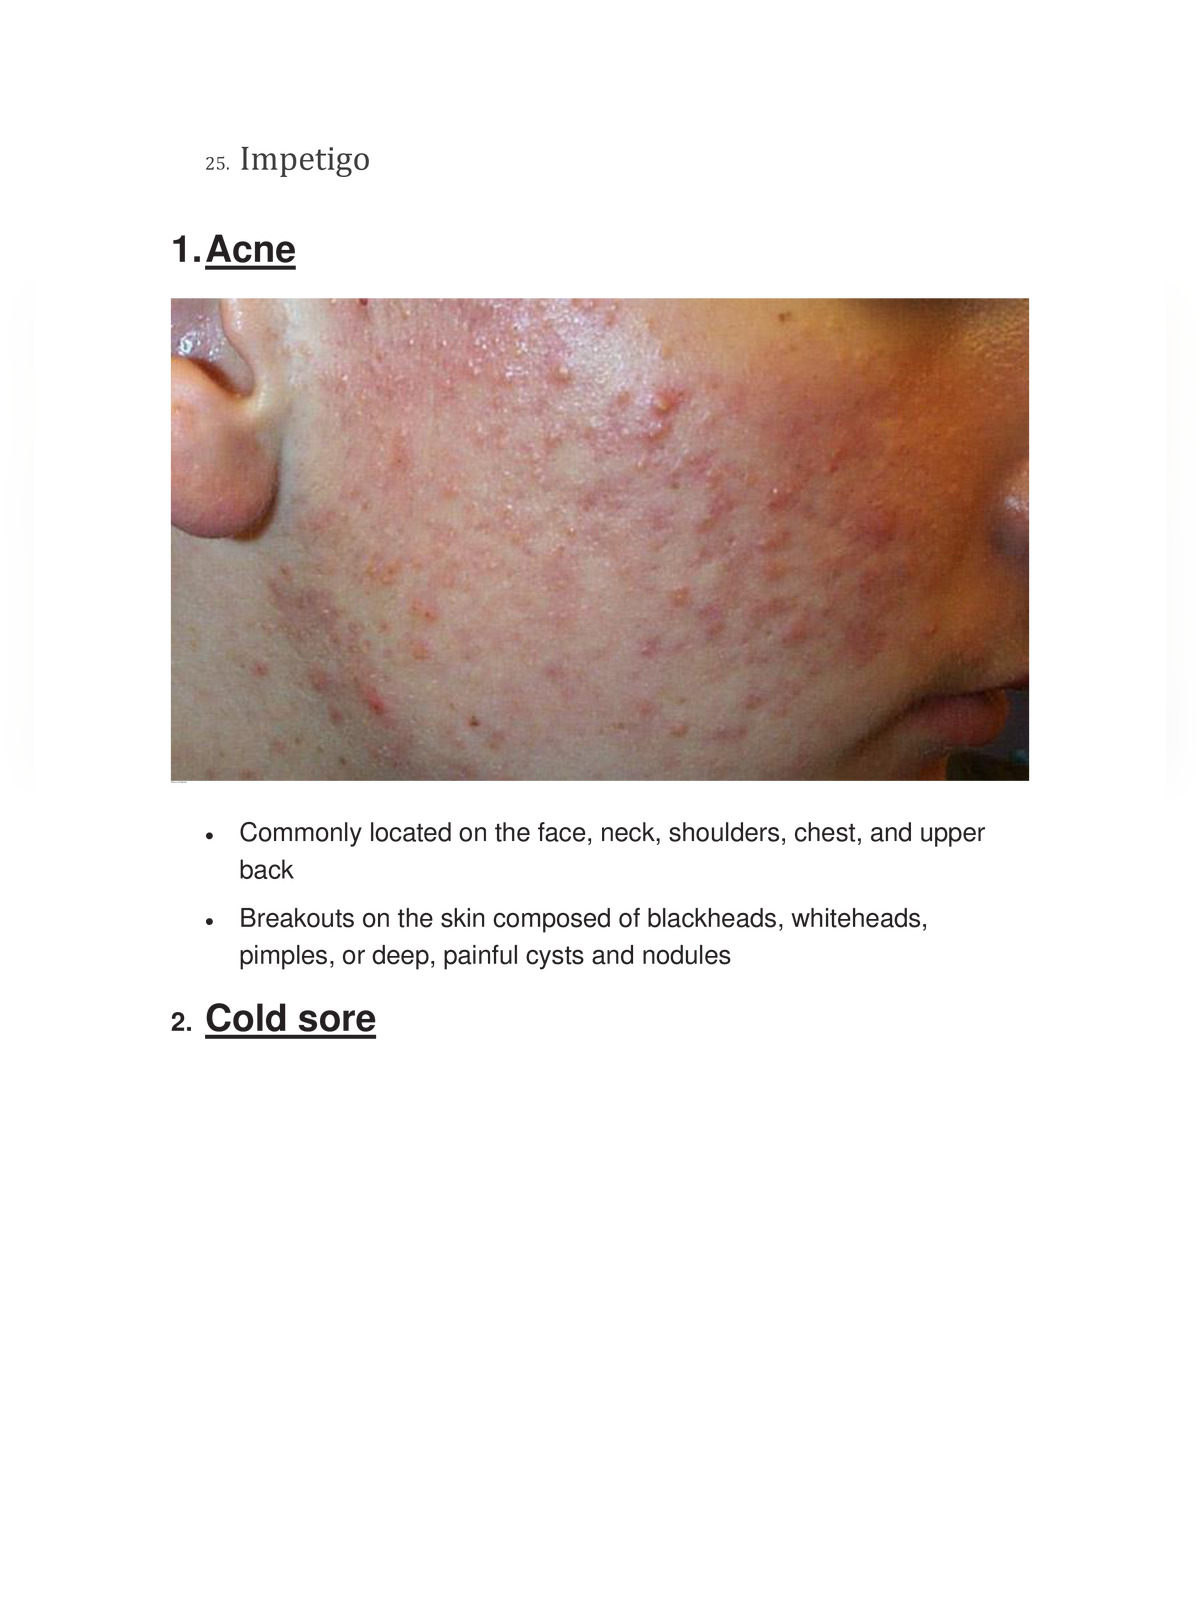 25. Impetigo
1. Acne
• Commonly located on the face, neck, shoulders, chest, and upper
back
• Breakouts on the skin composed of blackheads, whiteheads,
pimples, or deep, painful cysts and nodules
2. Cold sore